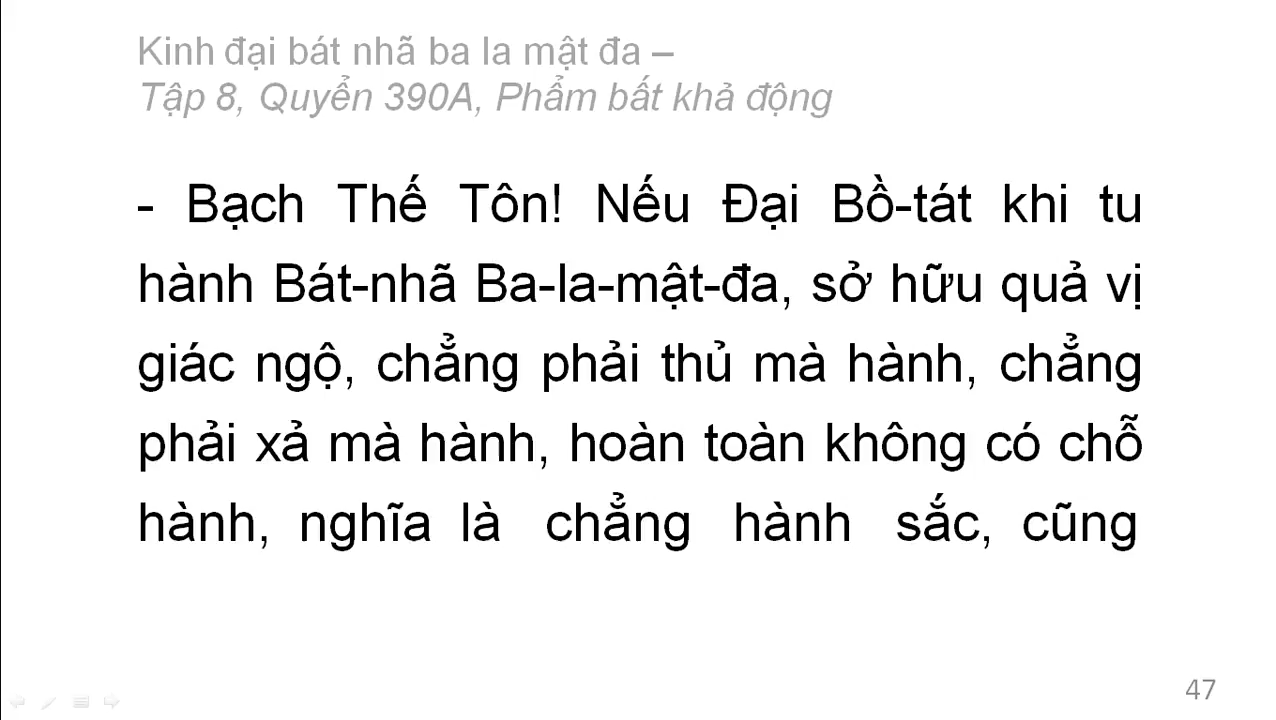 Kinh đại bát nhã ba la mật đa –
Tập 8, Quyển 390A, Phẩm bất khả động
- Bạch Thế Tôn! Nếu Đại Bồ-tát khi tu
hành Bát-nhã Ba-la-mật-đa, sở hữu quả vị
giác ngộ, chẳng phải thủ mà hành, chẳng
phải xả mà hành, hoàn toàn không có chỗ
hành, nghĩa là chẳng hành sắc, cũng
47